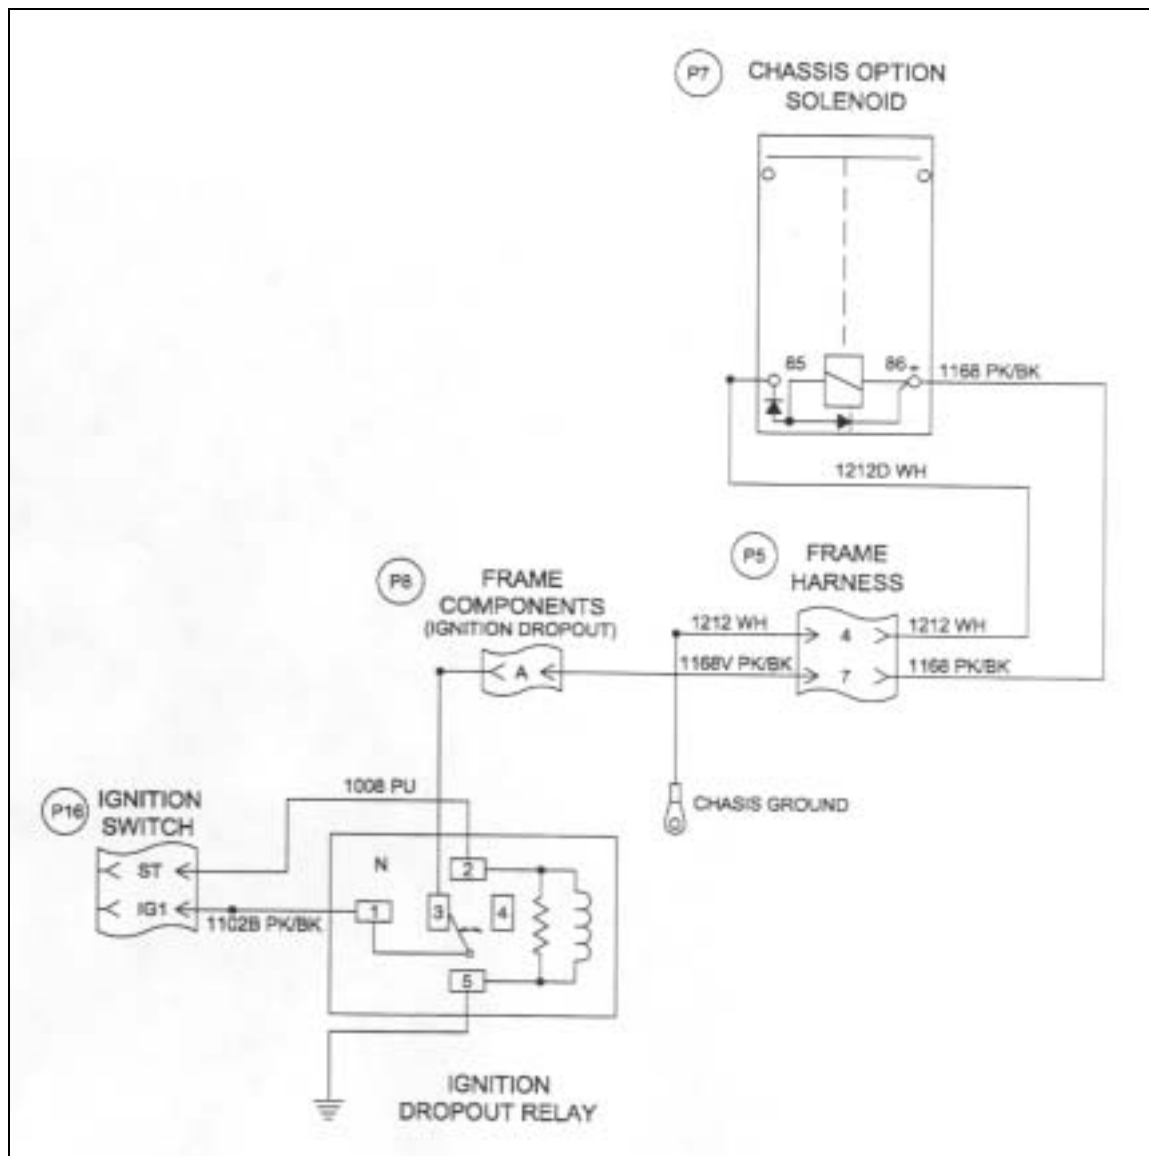 P7
CHASSIS OPTION
SOLENOID
85
86
+
1168 PK/BK
1212D WH
P5
FRAME
HARNESS
P8
FRAME
COMPONENTS
(IGNITION DROPOUT)
1212 WH
4
1212 WH
A
1168V PK/BK
7
1168 PK/BK
CHASIS GROUND
1008 PU
P16
IGNITION
SWITCH
ST
IG1
1102B PK/BK
N
2
1
3
4
5
IGNITION
DROPOUT RELAY